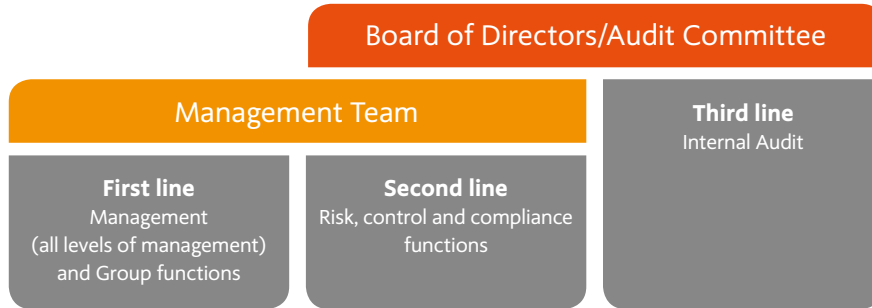 Board of Directors/Audit Committee
Management Team
First line
Management
(all levels of management)
and Group functions
Second line
Risk, control and compliance
functions
Third line
Internal Audit